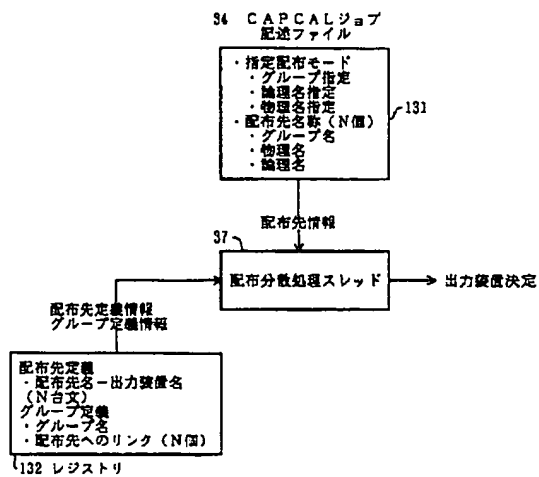 34 CAPCALジョブ
記述ファイル
・指定配布モード
・グループ指定
・論理名指定
・物理名指定
・配布先名称(N個)
・グループ名
・物理名
・論理名
131
配布先情報
37
配布分散処理スレッド
出力装置決定
配布先定義情報
グループ定義情報
配布先定義
・配布先名-出力装置名
(N台文)
グループ定義
・グループ名
・配布先へのリンク(N個)
132 レジストリ